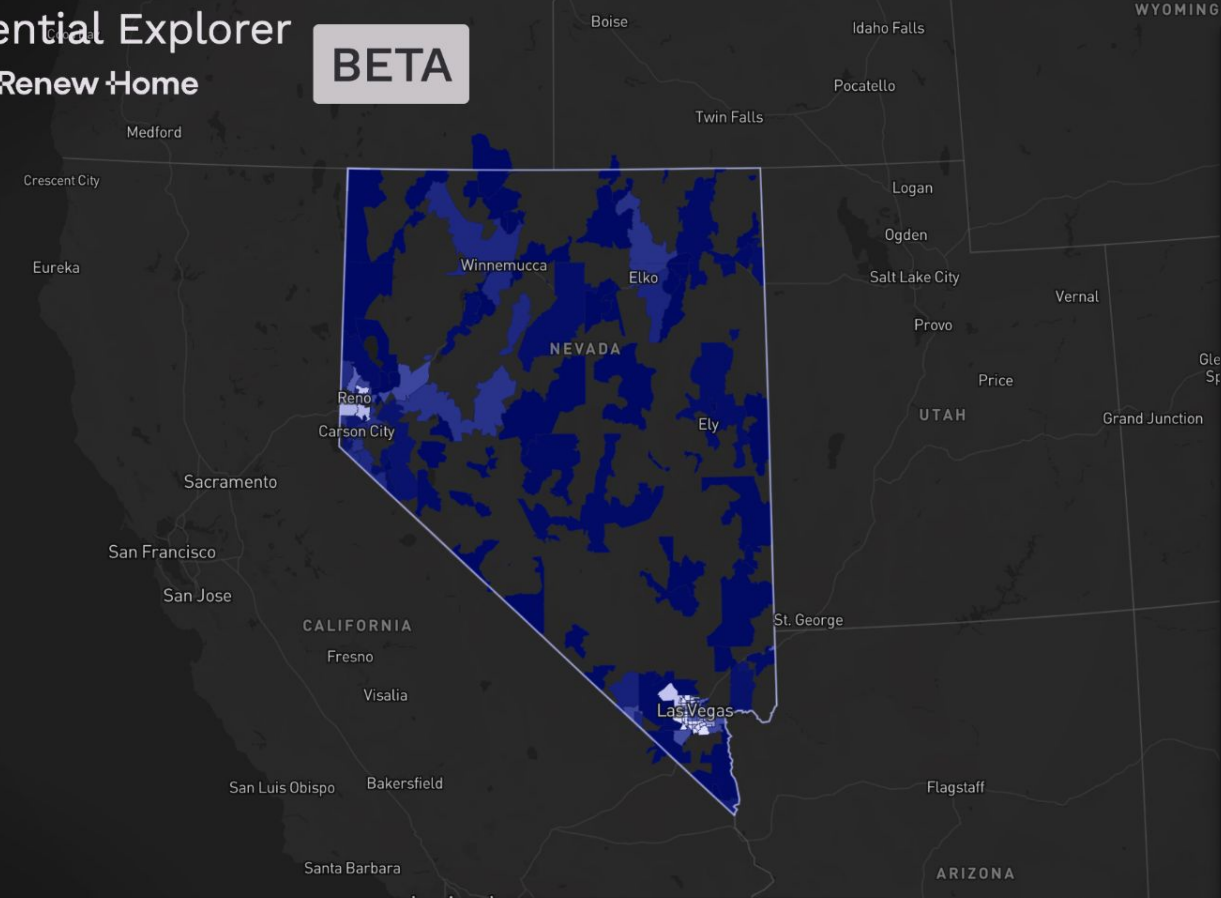 WYOMING
ential Explorer
BETA
Renew Home
Boise
Idaho Falls
Pocatello
Twin Falls
Medford
Crescent City
Logan
Ogden
Eureka
Winnemucca
Elko
Salt Lake City
Vernal
Provo
NEVADA
Price
Gle
Sp
Reno
UTAH
Grand Junction
Carson City
Ely
Sacramento
San Francisco
San Jose
St. George
CALIFORNIA
Fresno
Visalia
Las Vegas
San Luis Obispo
Bakersfield
Flagstaff
Santa Barbara
ARIZONA